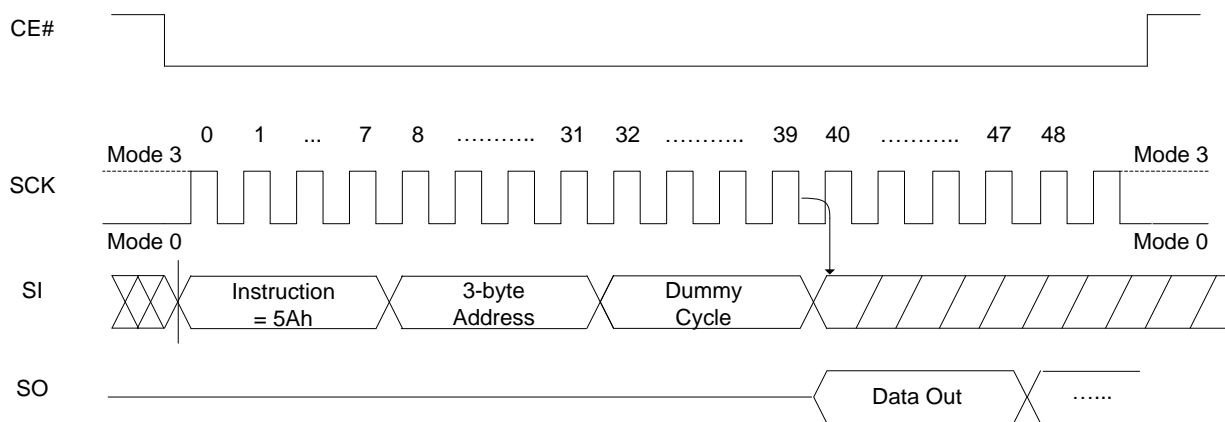 CE#
0 1 ... 7 8 ……….. 31 32 ……….. 39 40 ……….. 47 48
Mode 3 Mode 3
SCK
Mode 0 Mode 0
SI
Instruction
= 5Ah
3-byte
Address
Dummy
Cycle
SO
Data Out
…...